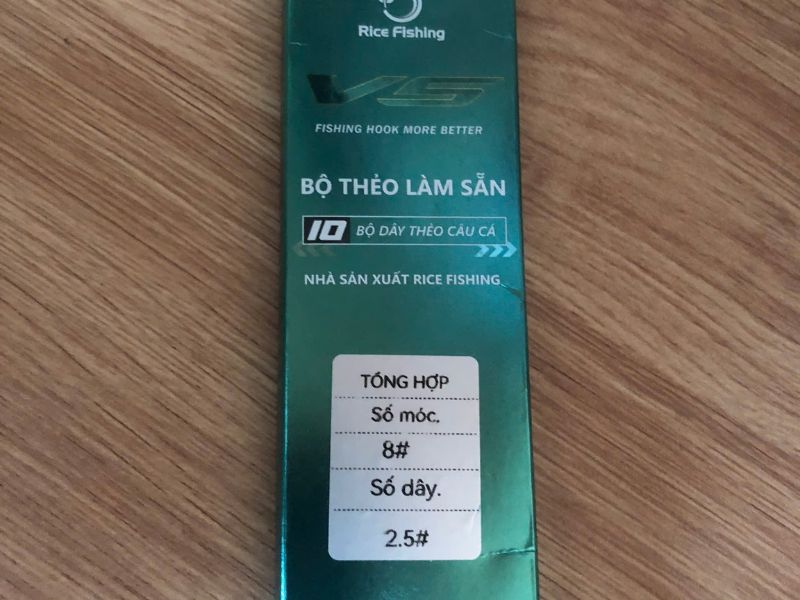 Rice Fishing
VS
FISHING HOOK MORE BETTER
BỘ THẺO LÀM SẴN
10 BỘ DÂY THẺO CÂU CÁ
NHÀ SẢN XUẤT RICE FISHING
TỔNG HỢP
Số móc.
8#
Số dây.
2.5#